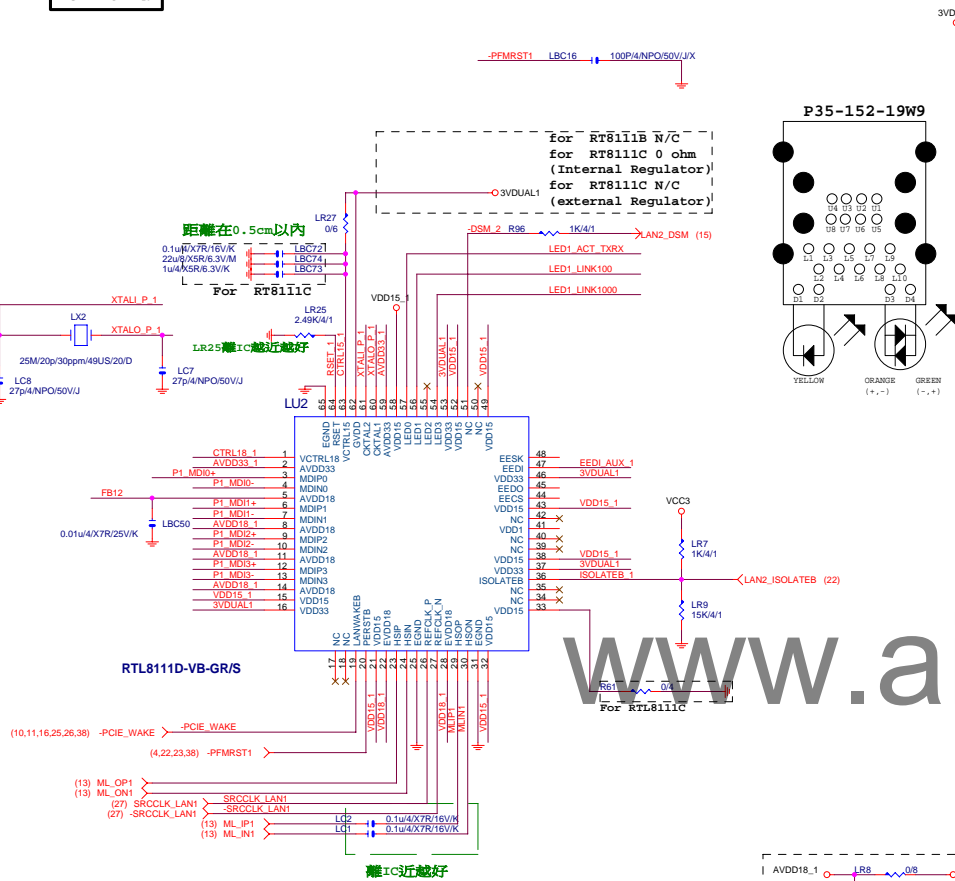 3VD
-PFMRST1 LBC16 100P/4/NPO/50V/J/X
P35-152-19W9
for RT8111B N/C
for RT8111C 0 ohm
(Internal Regulator)
for RT8111C N/C
(external Regulator)
3VDUAL1
U4 U3 U2 U1
U8 U7 U6 U5
L1 L3 L5 L7 L9
L2 L4 L6 L8 L10
D1 D2 D3 D4
YELLOW
ORANGE
(+,-)
GREEN
(-,+)
距離在0.5cm以內
LR27
0/6
0.1u/4/X7R/16V/K LBC72
22u/8/X5R/6.3V/M LBC74
1u/4/X5R/6.3V/K LBC73
For RT8111C
-DSM_2 R96 1K/4/1 LAN2_DSM (15)
LED1_ACT_TXRX
LED1_LINK100
LED1_LINK1000
XTALI_P_1
LX2
XTALO_P_1
25M/20p/30ppm/49US/20/D
LC8
27p/4/NPO/50V/J
LC7
27p/4/NPO/50V/J
LR25
2.49K/4/1
LR25離IC越近越好
VDD15_1
RSET_1
CTRL15_1
XTALI_P_1
XTALO_P_1
AVDD33_1
3VDUAL1
VDD15_1
VDD15_1
LU2
65 64 63 62 61 60 59 58 57 56 55 54 53 52 51 50 49
EGND
RSET
VCTRL15
GVDD
CKTAL2
CKTAL1
AVDD33
VDD15
LED0
LED1
LED2
LED3
VDD33
VDD15
NC
NC
VDD15
CTRL18_1 1 VCTRL18
AVDD33_1 2 AVDD33
P1_MDI0+ 3 MDIP0
P1_MDI0- 4 MDIN0
FB12 5 AVDD18
P1_MDI1+ 6 MDIP1
P1_MDI1- 7 MDIN1
AVDD18_1 8 AVDD18
P1_MDI2+ 9 MDIP2
P1_MDI2- 10 MDIN2
AVDD18_1 11 AVDD18
P1_MDI3+ 12 MDIP3
P1_MDI3- 13 MDIN3
AVDD18_1 14 AVDD18
VDD15_1 15 VDD15
3VDUAL1 16 VDD33
LBC50
0.01u/4/X7R/25V/K
EESK 48
EEDI 47 EEDI_AUX_1
VDD33 46 3VDUAL1
EEDO 45
EECS 44
VDD15 43 VDD15_1
NC 42
VDD1 41
NC 40
NC 39
VDD15 38 VDD15_1
VDD33 37 3VDUAL1
ISOLATEB 36 ISOLATEB_1
NC 35
NC 34
VDD15 33
VCC3
LR7
1K/4/1
LAN2_ISOLATEB (22)
LR9
15K/4/1
NC
NC
LANWAKEB
PERSTB
VDD15
EVDD18
HSIP
HSIN
EGND
REFCLK_P
REFCLK_N
EVDD18
HSOP
HSON
EGND
VDD15
17 18 19 20 21 22 23 24 25 26 27 28 29 30 31 32
RTL8111D-VB-GR/S
VDD15_1
VDD18_1
VDD18_1
MLIP1
MLIN1
VDD15_1
R61 0/4
For RTL8111C
www.a
(10,11,16,25,26,38) -PCIE_WAKE -PCIE_WAKE
(4,22,23,38) -PFMRST1
(13) ML_OP1
(13) ML_ON1
(27) SRCCLK_LAN1 SRCCLK_LAN1
(27) -SRCCLK_LAN1 -SRCCLK_LAN1
(13) ML_IP1 LC2 0.1u/4/X7R/16V/K
(13) ML_IN1 LC1 0.1u/4/X7R/16V/K
離IC近越好
AVDD18_1 LR8 0/8